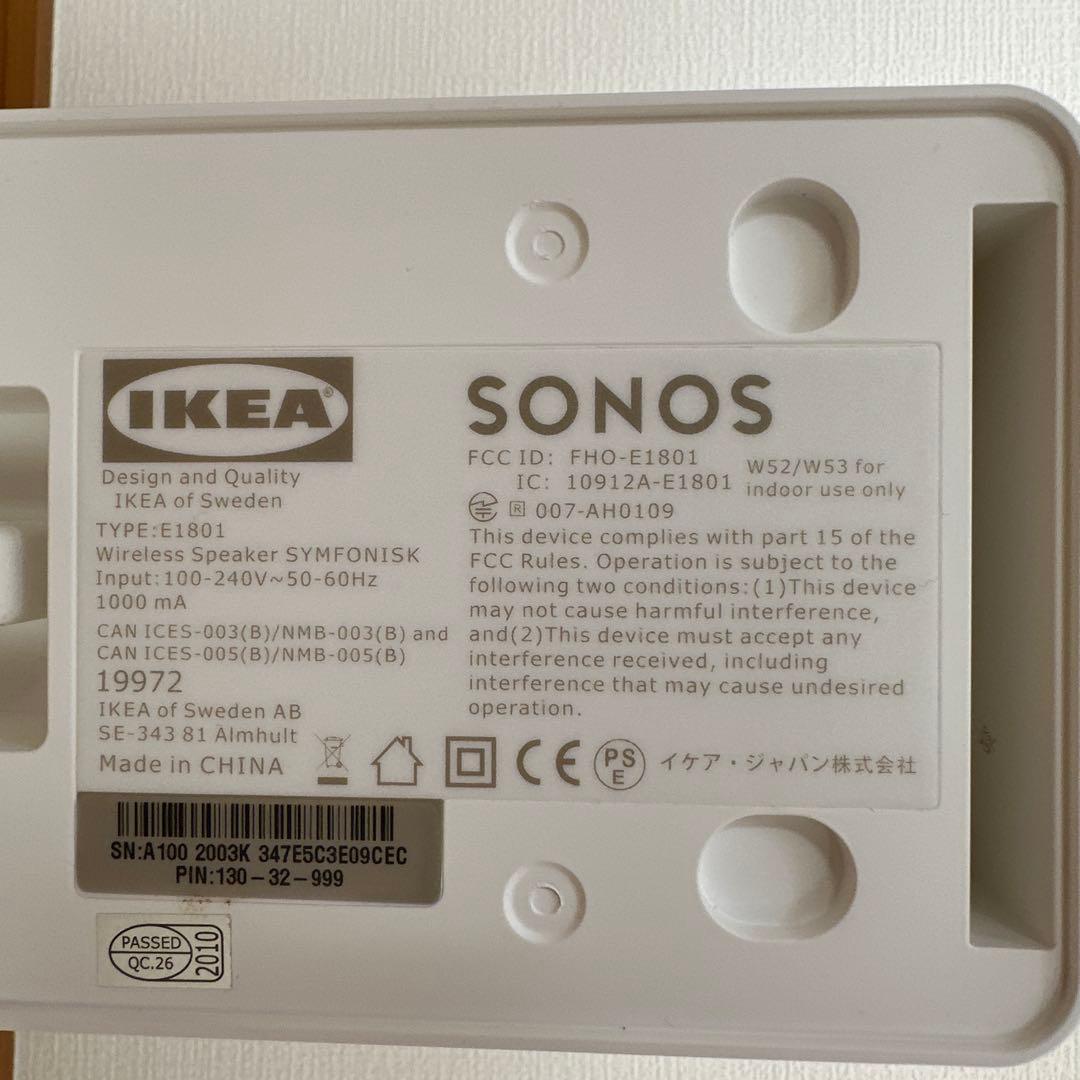 IKEA®
Design and Quality
IKEA of Sweden
TYPE:E1801
Wireless Speaker SYMFONISK
Input:100-240V~50-60Hz
1000 mA
CAN ICES-003(B)/NMB-003(B) and
CAN ICES-005(B)/NMB-005(B)
19972
IKEA of Sweden AB
SE-343 81 Älmhult
Made in CHINA
SONOS
FCC ID: FHO-E1801
IC: 10912A-E1801
W52/W53 for
indoor use only
R 007-AH0109
This device complies with part 15 of the
FCC Rules. Operation is subject to the
following two conditions:(1)This device
may not cause harmful interference,
and(2)This device must accept any
interference received, including
interference that may cause undesired
operation.
CE
PS
E
イケア・ジャパン株式会社
SN:A100 2003K 347E5C3E09CEC
PIN:130-32-999
PASSED
QC.26
2010